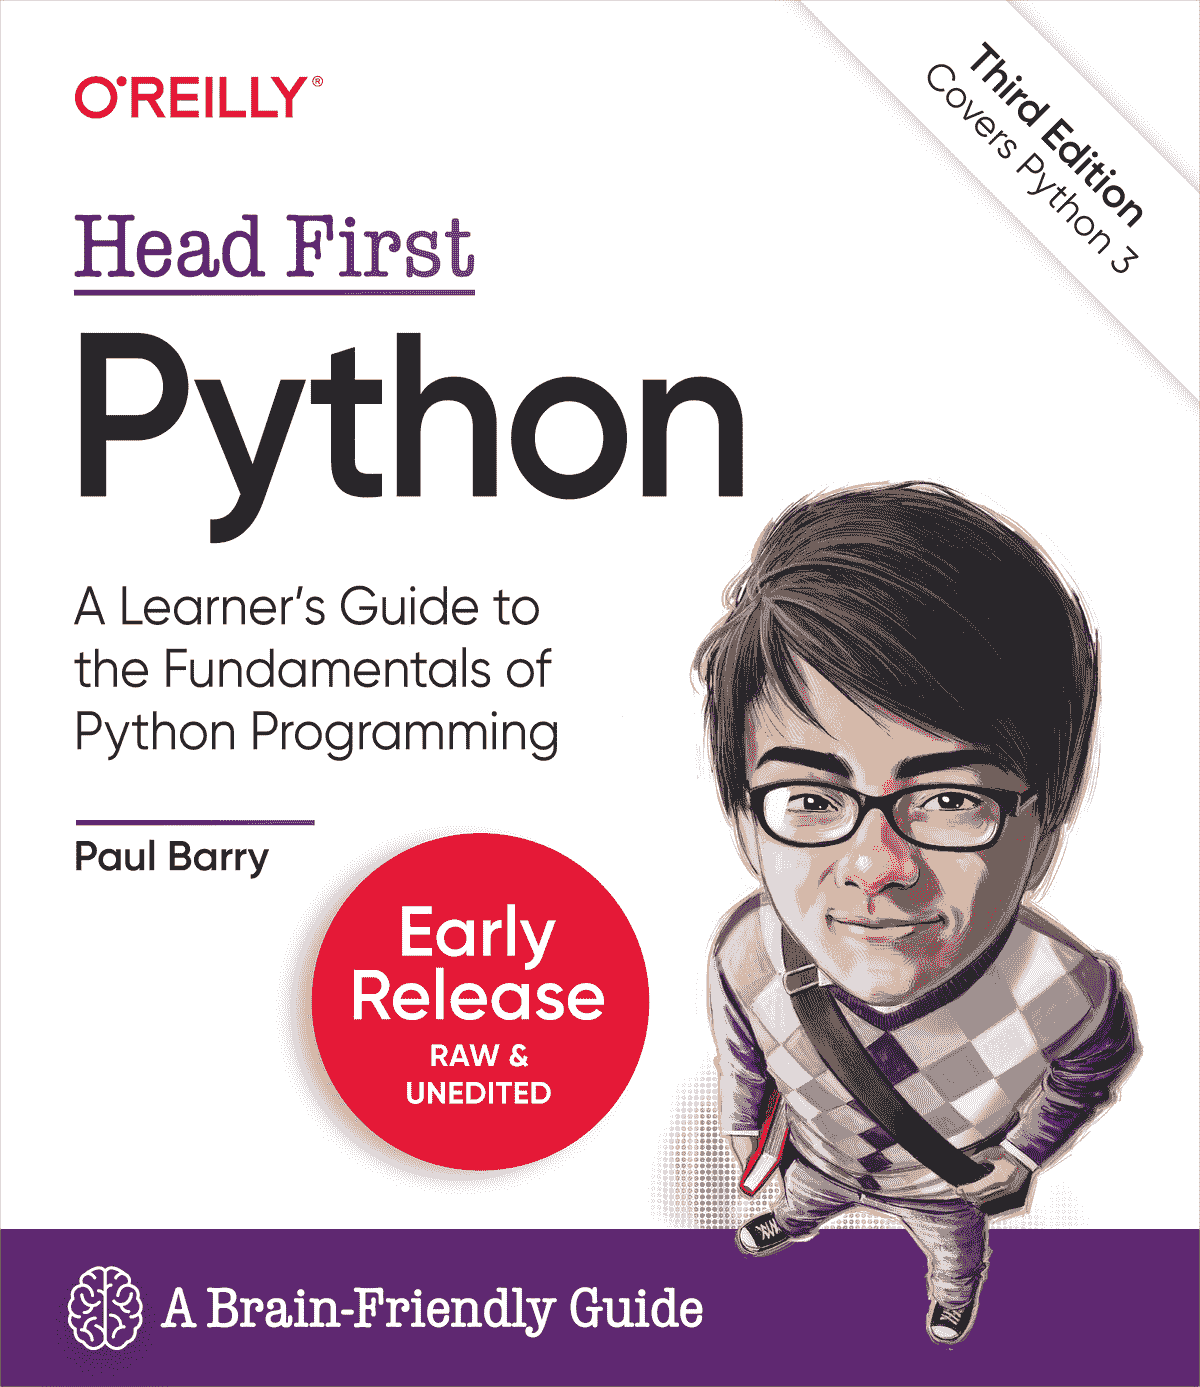 O'REILLY®
Third Edition
Covers Python 3
Head First
Python
A Learner's Guide to
the Fundamentals of
Python Programming
Paul Barry
Early
Release
RAW &
UNEDITED
A Brain-Friendly Guide